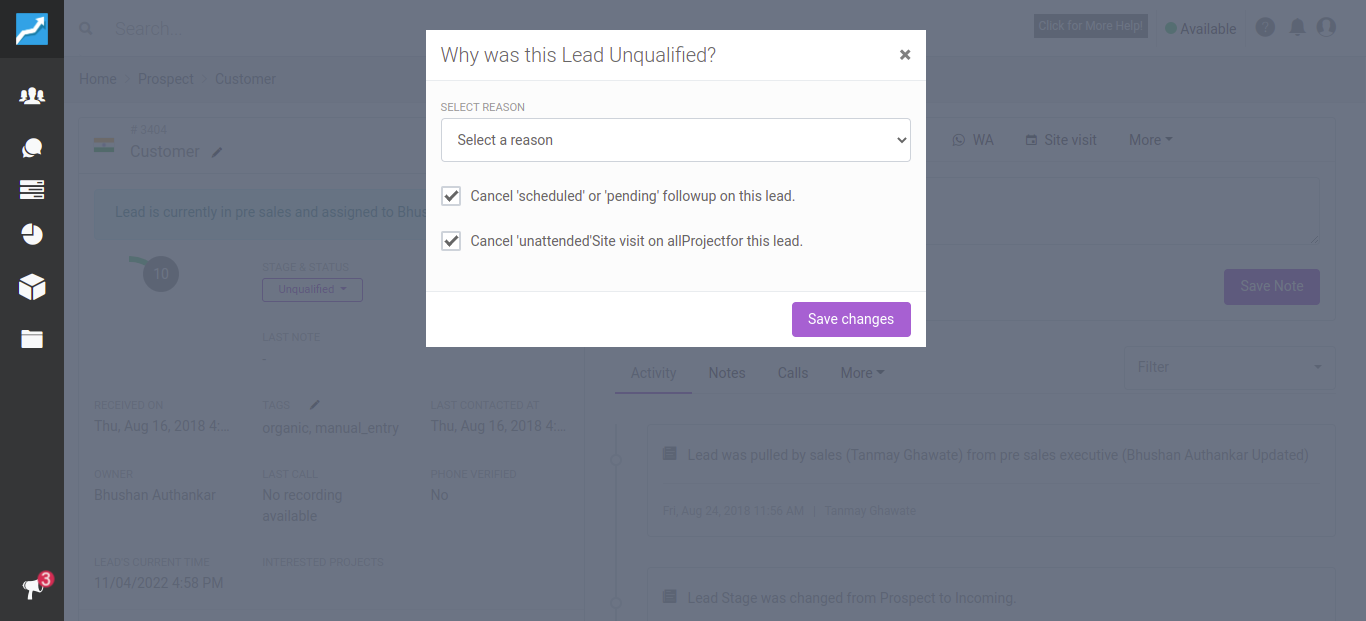 Search...
Click for More Help!
Available
Home > Prospect > Customer
Why was this Lead Unqualified?
SELECT REASON
Select a reason
Cancel 'scheduled' or 'pending' followup on this lead.
Cancel 'unattended'Site visit on allProjectfor this lead.
Save changes
# 3404
Customer
WA
Site visit
More
Lead is currently in pre sales and assigned to Bhus
10
STAGE & STATUS
Unqualified
Save Note
LAST NOTE
-
Activity
Notes
Calls
More
Filter
RECEIVED ON
TAGS
LAST CONTACTED AT
Thu, Aug 16, 2018 4...
organic, manual_entry
Thu, Aug 16, 2018 4...
OWNER
LAST CALL
PHONE VERIFIED
Bhushan Authankar
No recording
available
No
LEAD'S CURRENT TIME
INTERESTED PROJECTS
11/04/2022 4:58 PM
Lead was pulled by sales (Tanmay Ghawate) from pre sales executive (Bhushan Authankar Updated)
Fri, Aug 24, 2018 11:56 AM | Tanmay Ghawate
Lead Stage was changed from Prospect to Incoming.
3